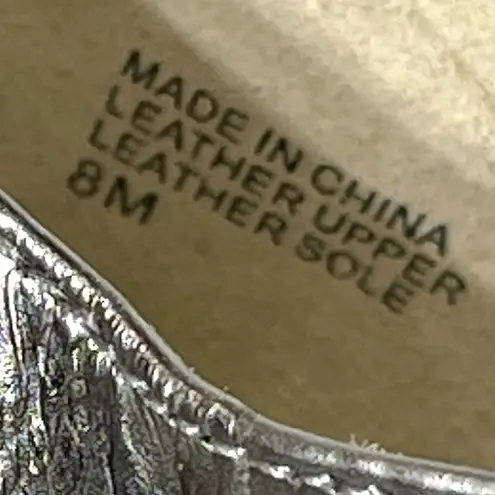 MADE IN CHINA
LEATHER UPPER
LEATHER SOLE
8M